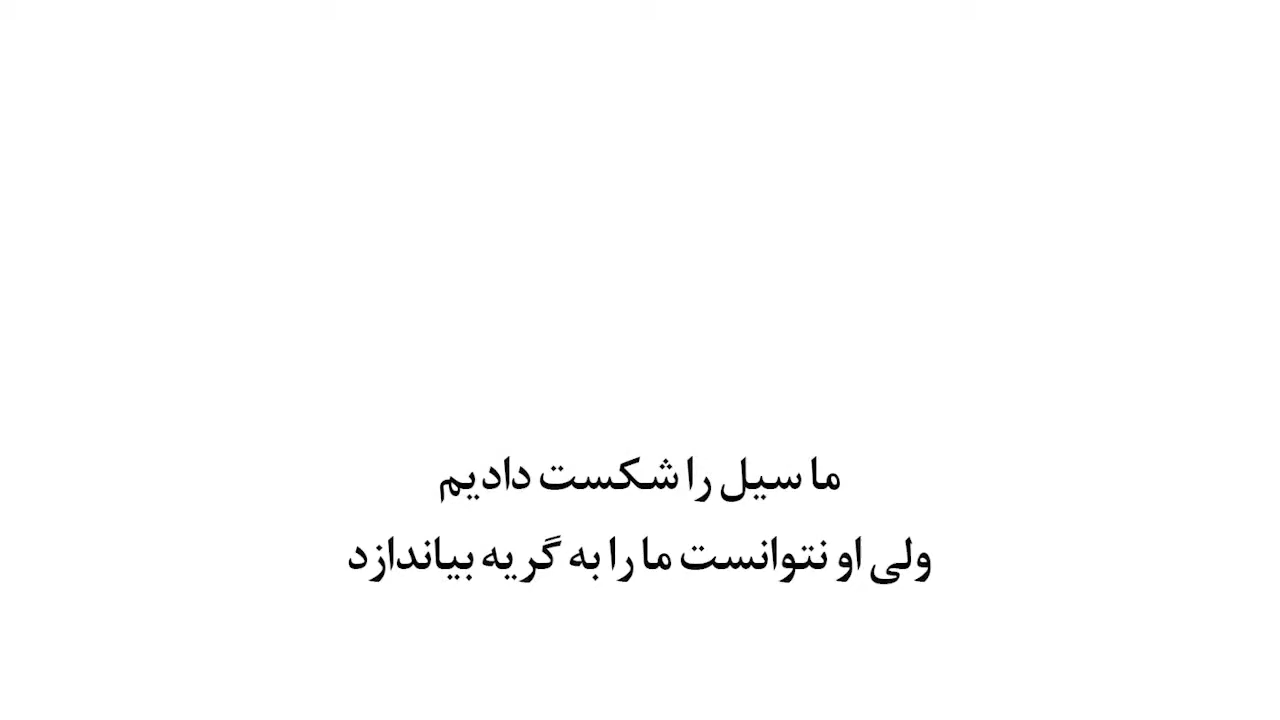 ما سیل را شکست دادیم
ولی او نتوانست ما را به گریه بیاندازد